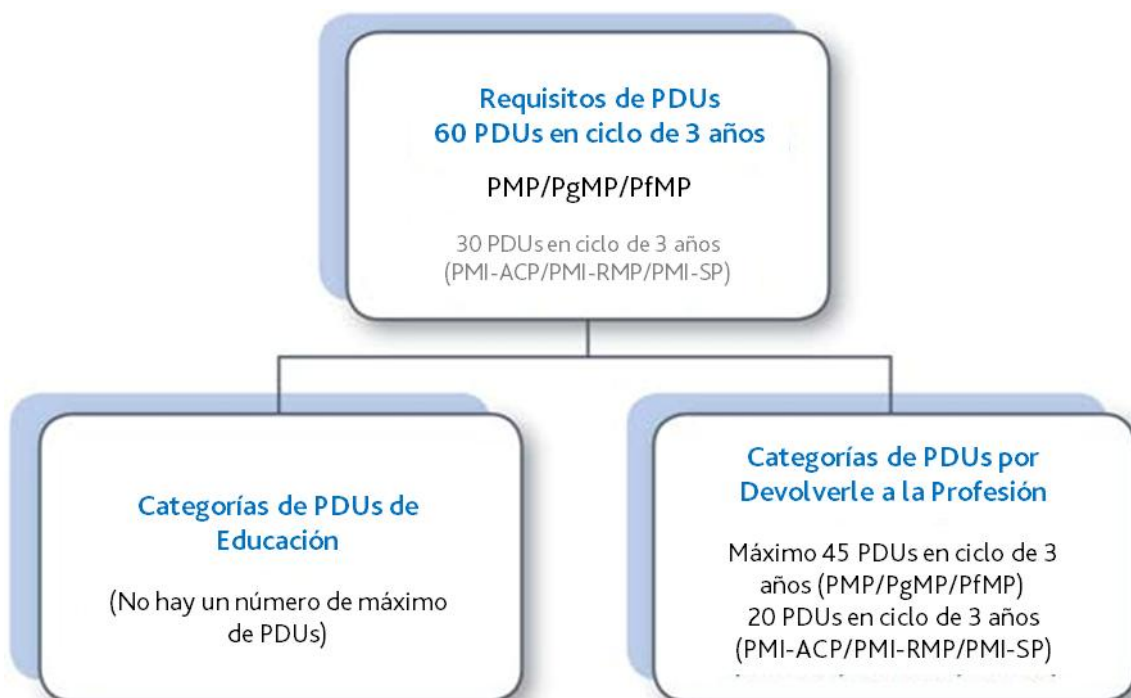 Requisitos de PDUs
60 PDUs en ciclo de 3 años
PMP/PgMP/PfMP
30 PDUs en ciclo de 3 años
(PMI-ACP/PMI-RMP/PMI-SP)
Categorías de PDUs de
Educación
(No hay un número de máximo
de PDUs)
Categorías de PDUs por
Devolverle a la Profesión
Máximo 45 PDUs en ciclo de 3
años (PMP/PgMP/PfMP)
20 PDUs en ciclo de 3 años
(PMI-ACP/PMI-RMP/PMI-SP)